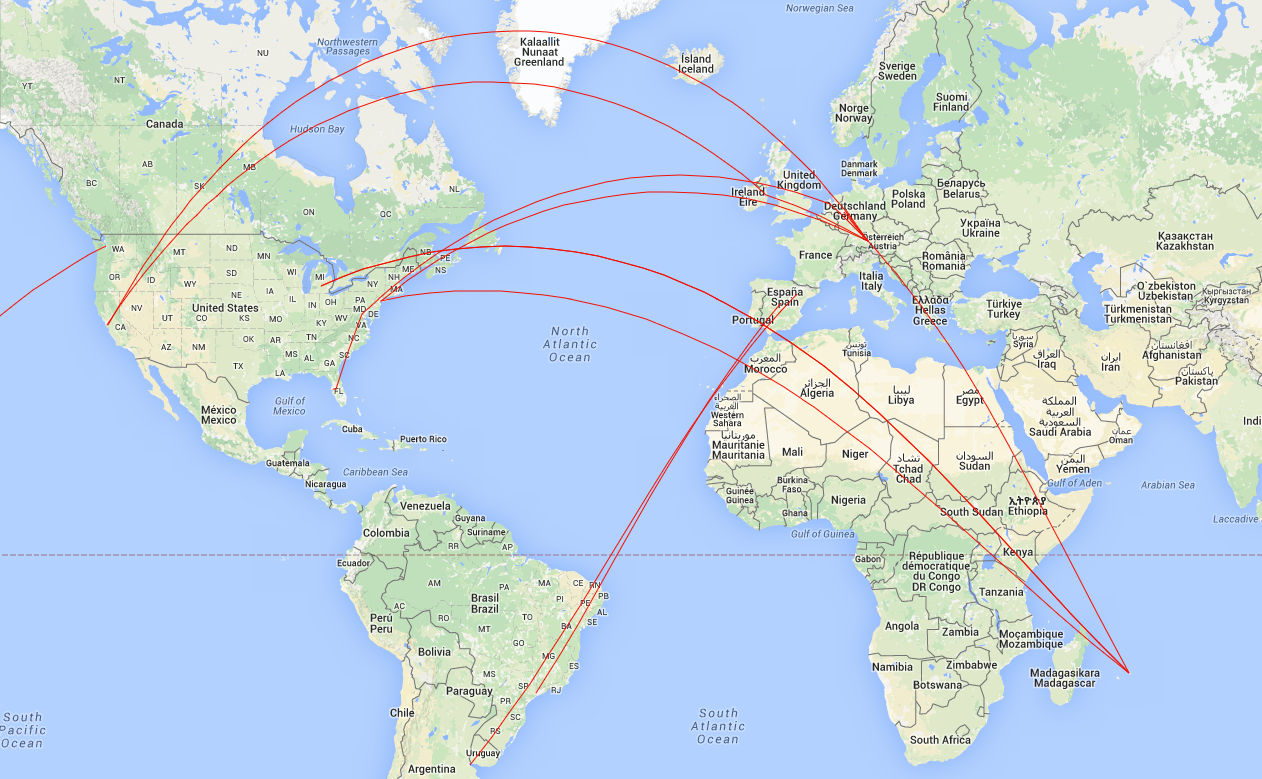 Norwegian Sea
Northwestern
Passages
NU
Kalaallit
Nunaat
Greenland
Ísland
Iceland
Sverige
Sweden
NT
YT
Suomi
Finland
Norge
Norway
Canada
Hudson Bay
AB
MB
SK
BC
NL
ON
QC
Danmark
Denmark
United
Kingdom
Ireland
Éire
Беларусь
Belarus
Polska
Poland
Deutschland
Germany
Україна
Ukraine
Österreich
Austria
Казахстан
Kazakhstan
France
România
Romania
Italia
Italy
WA
MT
ND
MN
NB
PE
NS
ME
OR
ID
SD
WI
MI
NH
NY
MA
WY
NE
IA
IL
IN
OH
PA
NV
UT
CO
United States
KS
MO
KY
WV
MD
DE
VA
CA
AZ
NM
OK
AR
TN
NC
MS
AL
SC
GA
TX
LA
FL
España
Spain
Portugal
Ελλάδα
Hellas
Greece
Türkiye
Turkey
O`zbekiston
Uzbekistan
Кыргызстан
Kyrgyzstan
Türkmenistan
Turkmenistan
North
Atlantic
Ocean
تونس
Tunisia
سوريا
Syria
العراق
Iraq
ایران
Iran
افغانستان
Afghanistan
پاکستان
Pakistan
المغرب
Morocco
الجزائر
Algeria
ليبيا
Libya
مصر
Egypt
الصحراء
الغربية
Western
Sahara
المملكة
العربية
السعودية
Saudi Arabia
عمان
Oman
Indi
México
Mexico
Gulf of
Mexico
Cuba
Puerto Rico
موريتانيا
Mauritanie
Mauritania
Mali
Niger
تشاد
Tchad
Chad
السودان
Sudan
اليمن
Yemen
Guatemala
Nicaragua
Caribbean Sea
Guinée
Guinea
Burkina
Faso
Ghana
Nigeria
South Sudan
ኢትዮጵያ
Ethiopia
Gulf of Aden
Arabian Sea
Laccadive
Venezuela
Guyana
Suriname
Colombia
Gulf of Guinea
RR
AP
Ecuador
Gabon
République
démocratique
du Congo
DR Congo
Kenya
Tanzania
AM
PA
MA
CE
RN
PB
PI
PE
AL
SE
Brasil
Brazil
AC
RO
TO
BA
MT
Perú
Peru
GO
Bolivia
MG
ES
MS
SP
RJ
Paraguay
PR
SC
RS
Chile
Uruguay
Argentina
Angola
Zambia
Moçambique
Mozambique
Namibia
Zimbabwe
Botswana
Madagasikara
Madagascar
South Africa
South
Pacific
Ocean
South
Atlantic
Ocean